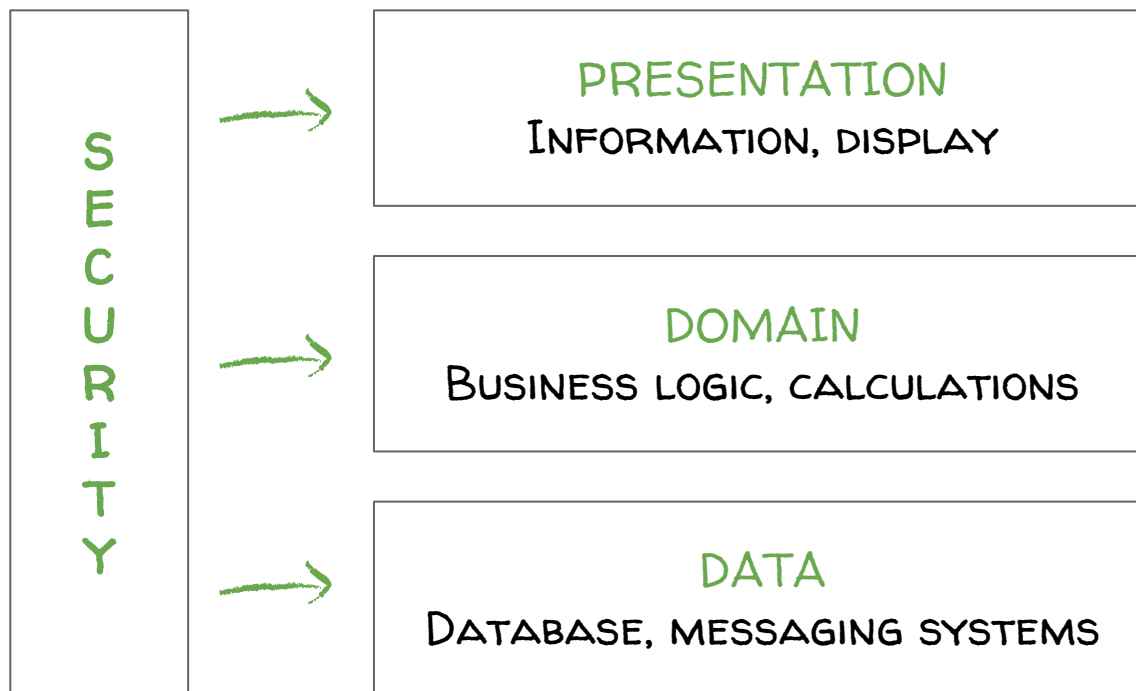 SECURITY
PRESENTATION
INFORMATION, DISPLAY
DOMAIN
BUSINESS LOGIC, CALCULATIONS
DATA
DATABASE, MESSAGING SYSTEMS